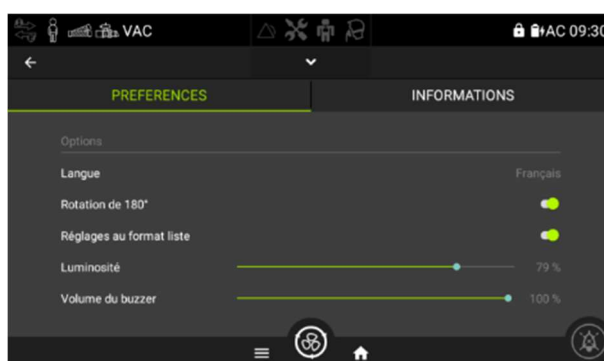 VAC AC 09:30
PREFERENCES INFORMATIONS
Options
Langue Français
Rotation de 180°
Réglages au format liste
Luminosité 79 %
Volume du buzzer 100 %